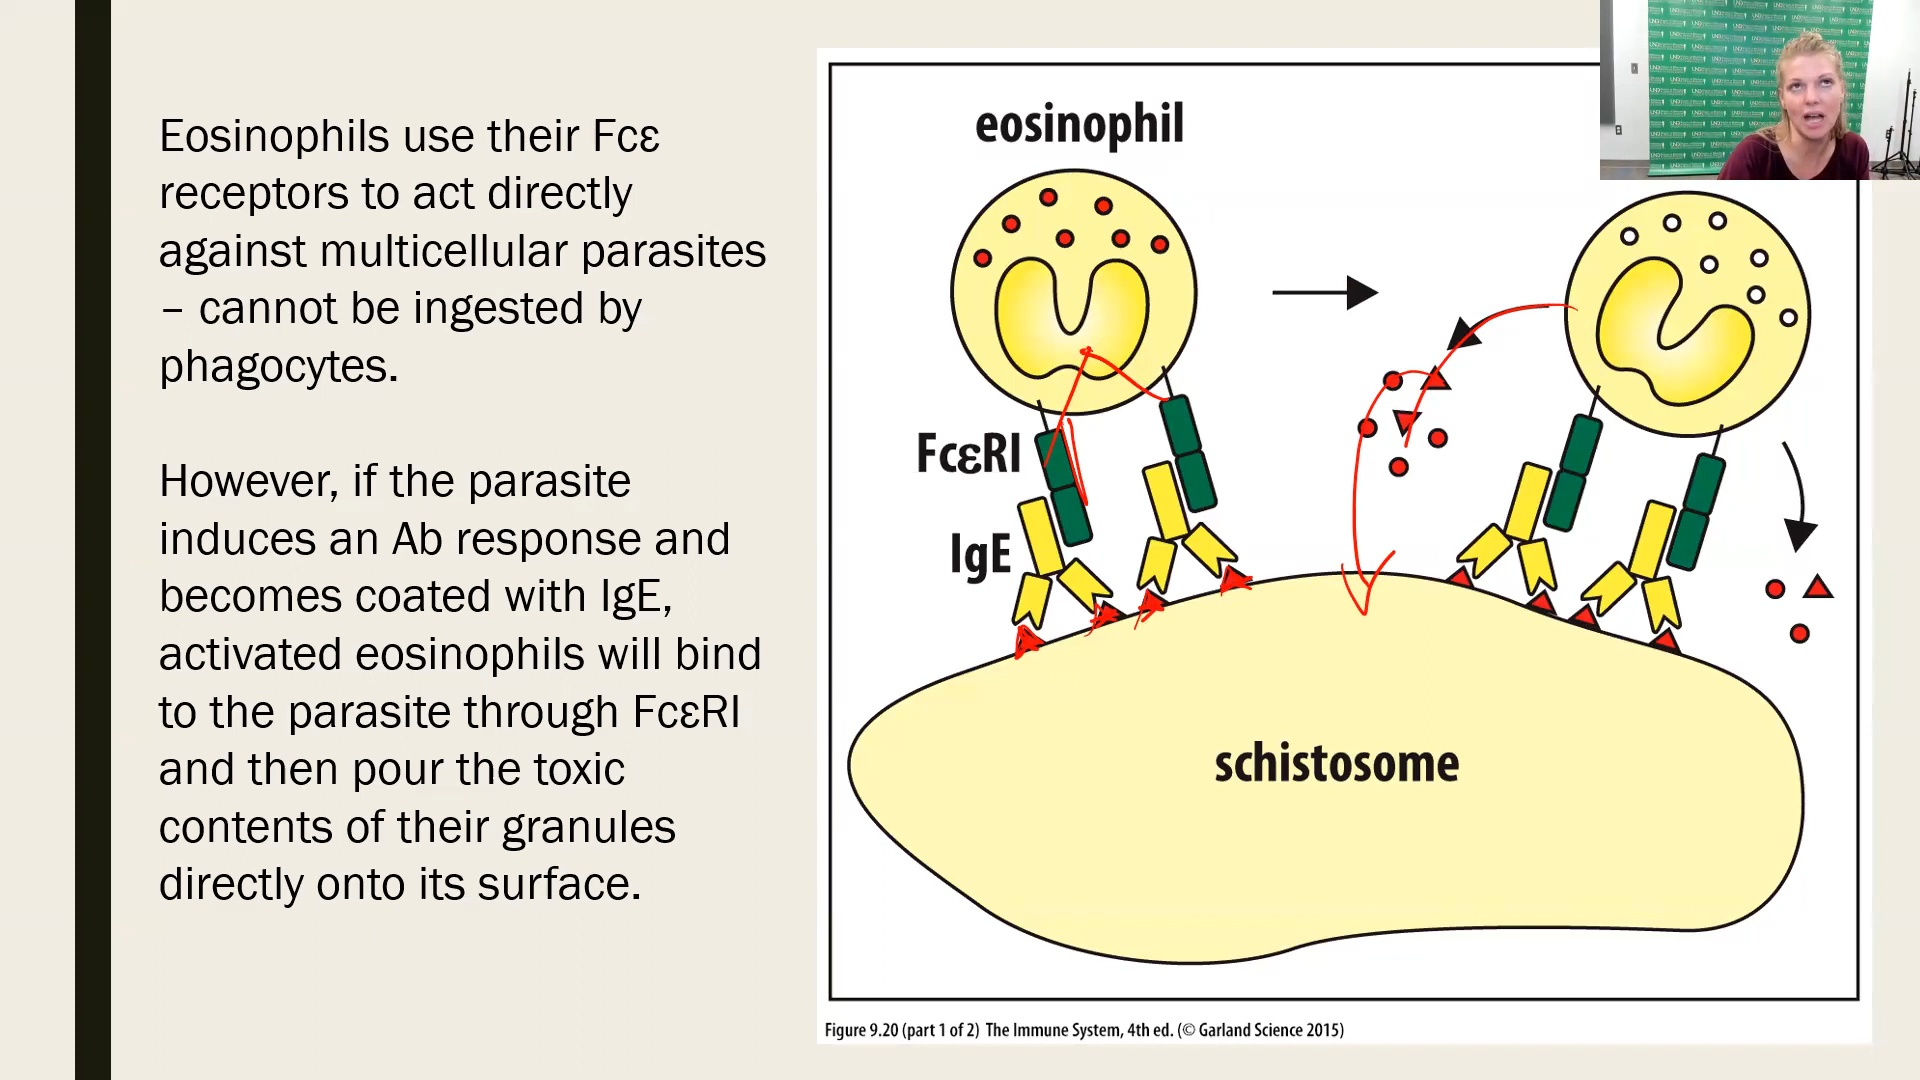 Eosinophils use their Fcε
receptors to act directly
against multicellular parasites
– cannot be ingested by
phagocytes.
However, if the parasite
induces an Ab response and
becomes coated with IgE,
activated eosinophils will bind
to the parasite through FcεRI
and then pour the toxic
contents of their granules
directly onto its surface.
eosinophil
FcεRI
IgE
schistosome
Figure 9.20 (part 1 of 2) The Immune System, 4th ed. (© Garland Science 2015)